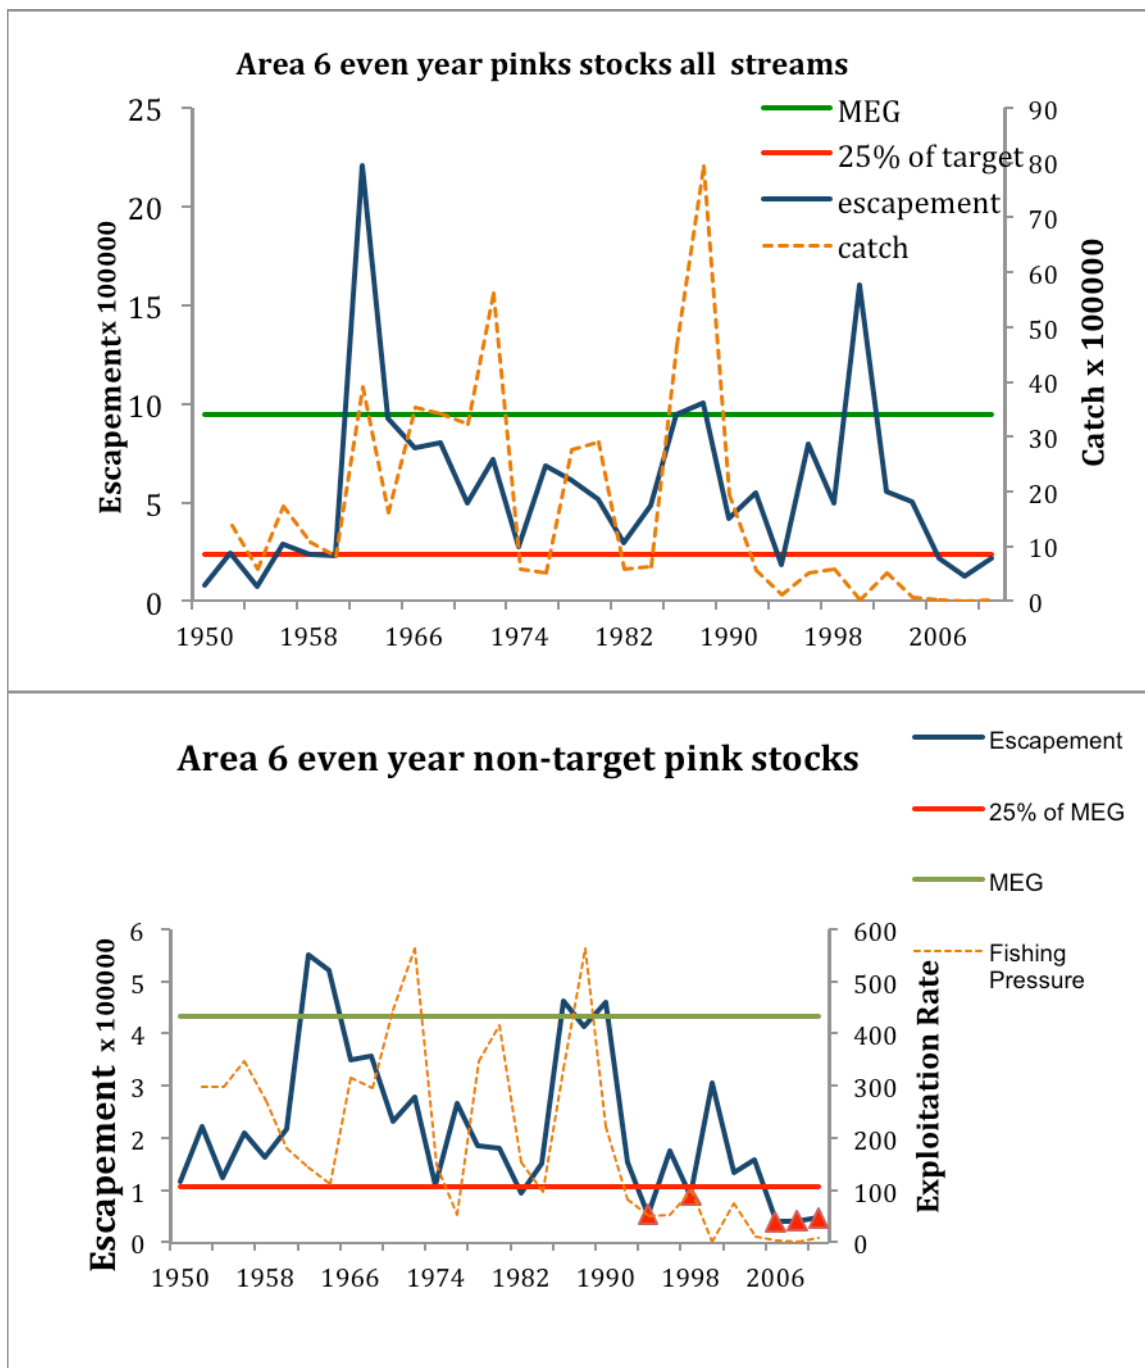 Area 6 even year pinks stocks all  streams
25
20
15
10
5
0
Escapement x 100000
90
80
70
60
50
40
30
20
10
0
Catch x 100000
MEG
25% of target
escapement
catch
1950 1958 1966 1974 1982 1990 1998 2006
Area 6 even year non-target pink stocks
Escapement
25% of MEG
MEG
Fishing
Pressure
6
5
4
3
2
1
0
Escapement x 100000
600
500
400
300
200
100
0
Exploitation Rate
1950 1958 1966 1974 1982 1990 1998 2006